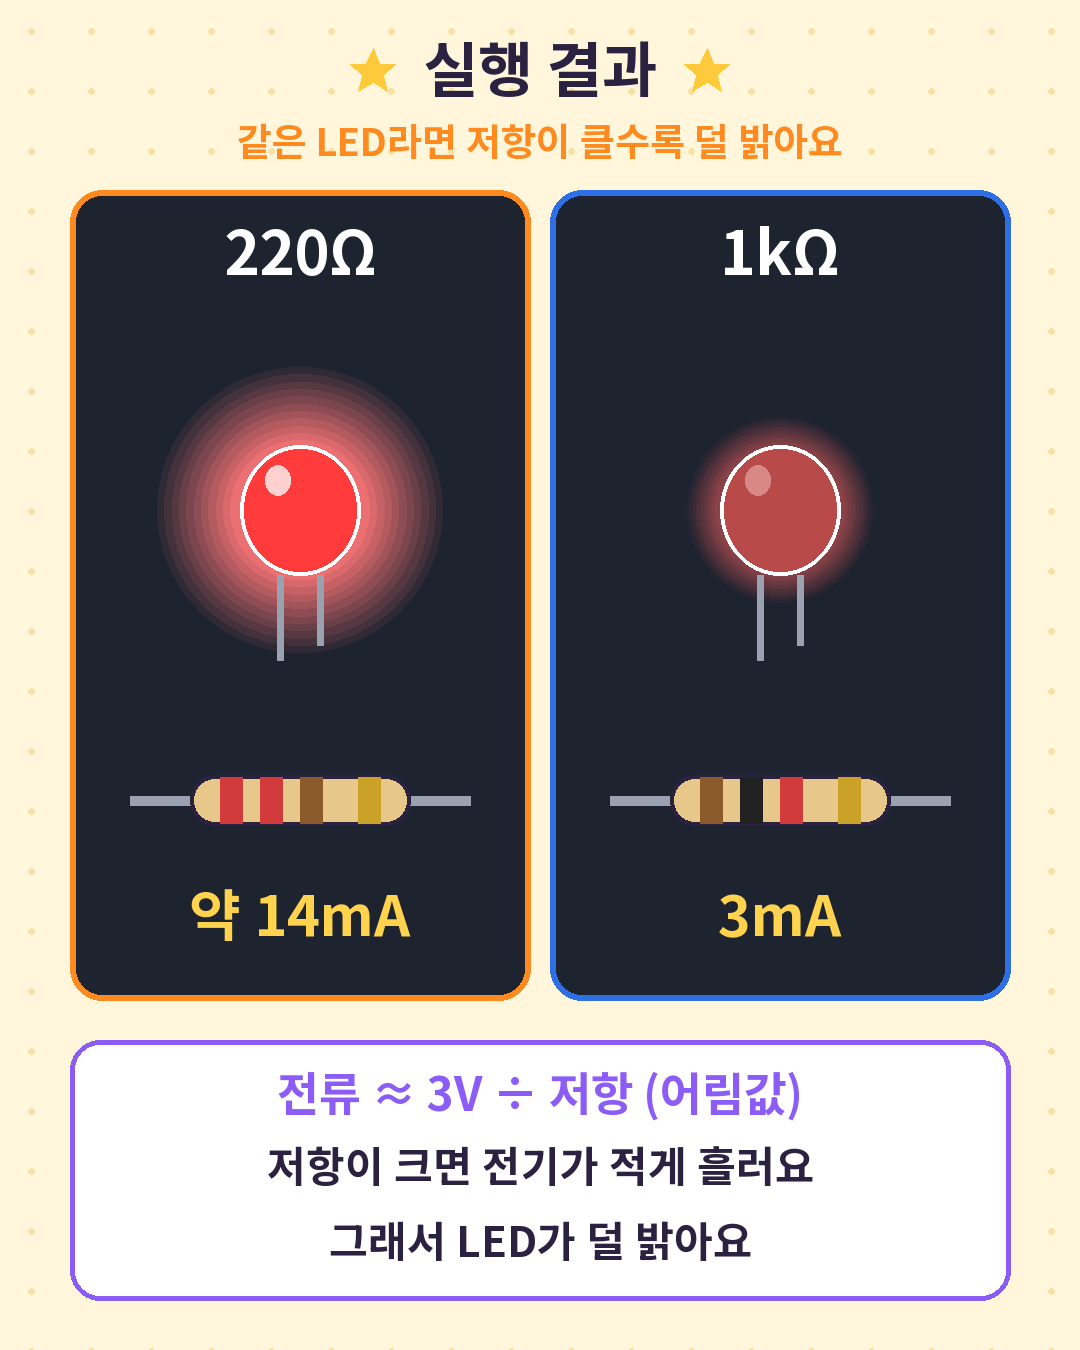 실행 결과
같은 LED라면 저항이 클수록 덜 밝아요
220Ω
1kΩ
약 14mA
3mA
전류 ≈ 3V ÷ 저항 (어림값)
저항이 크면 전기가 적게 흘러요
그래서 LED가 덜 밝아요